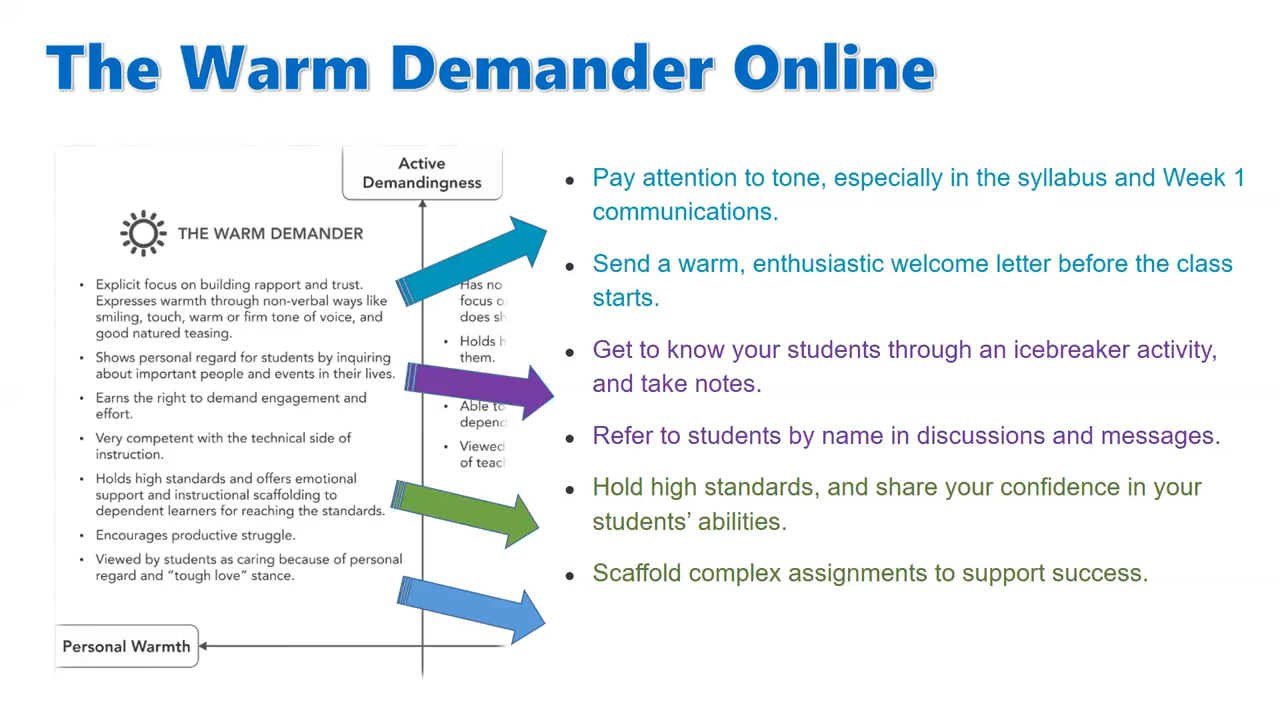 The Warm Demander Online
Active
Demandingness
THE WARM DEMANDER
• Explicit focus on building rapport and trust.
Expresses warmth through non-verbal ways like
smiling, touch, warm or firm tone of voice, and
good natured teasing.
• Shows personal regard for students by inquiring
about important people and events in their lives.
• Earns the right to demand engagement and
effort.
• Very competent with the technical side of
instruction.
• Holds high standards and offers emotional
support and instructional scaffolding to
dependent learners for reaching the standards.
• Encourages productive struggle.
• Viewed by students as caring because of personal
regard and “tough love” stance.
Personal Warmth
Has no
focus
does
• Holds
them.
• Able to
• Viewed
of
• Pay attention to tone, especially in the syllabus and Week 1
communications.
• Send a warm, enthusiastic welcome letter before the class
starts.
• Get to know your students through an icebreaker activity,
and take notes.
• Refer to students by name in discussions and messages.
• Hold high standards, and share your confidence in your
students’ abilities.
• Scaffold complex assignments to support success.